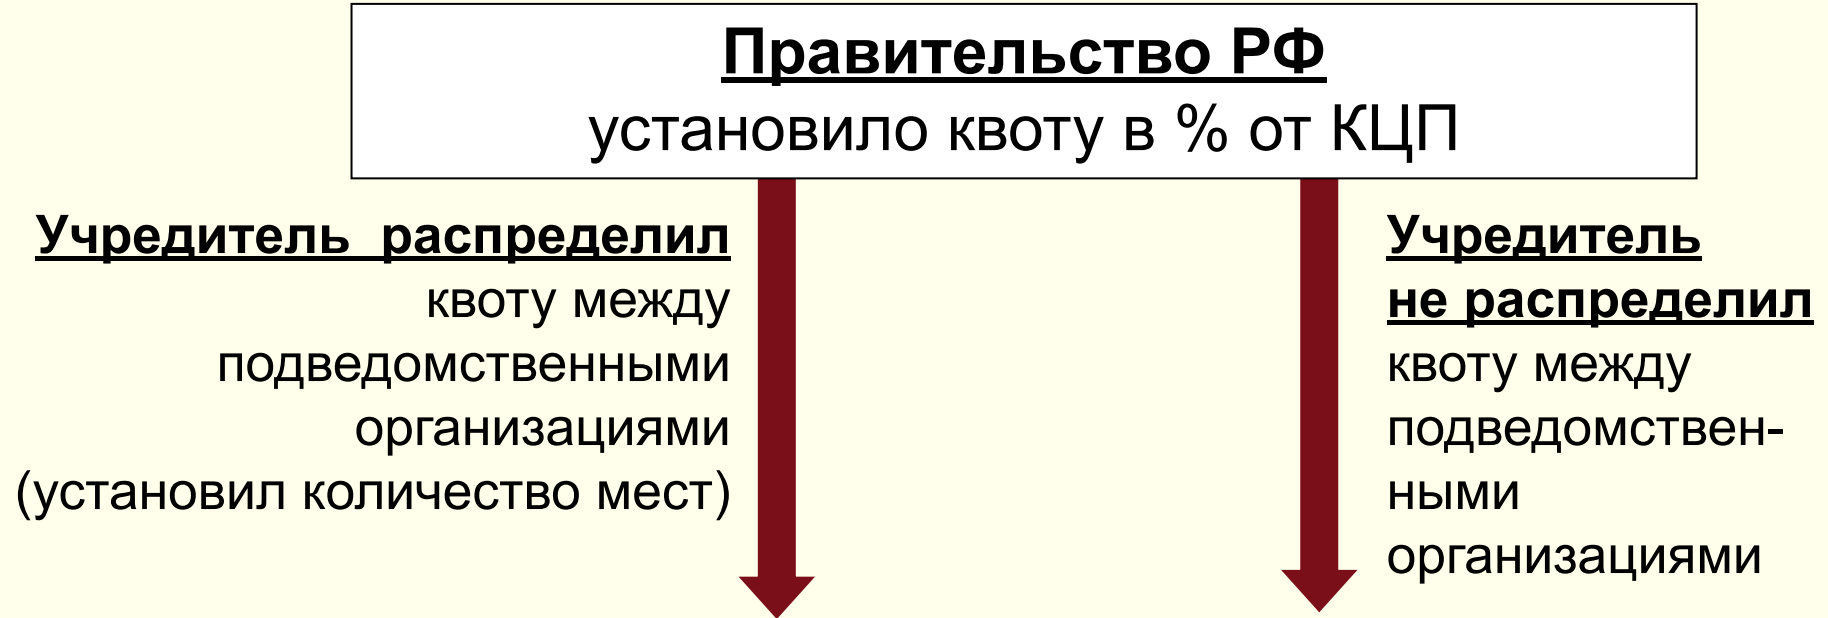 Правительство РФ
установило квоту в % от КЦП
Учредитель распределил
квоту между
подведомственными
организациями
(установил количество мест)
Учредитель
не распределил
квоту между
подведомствен-
ными
организациями